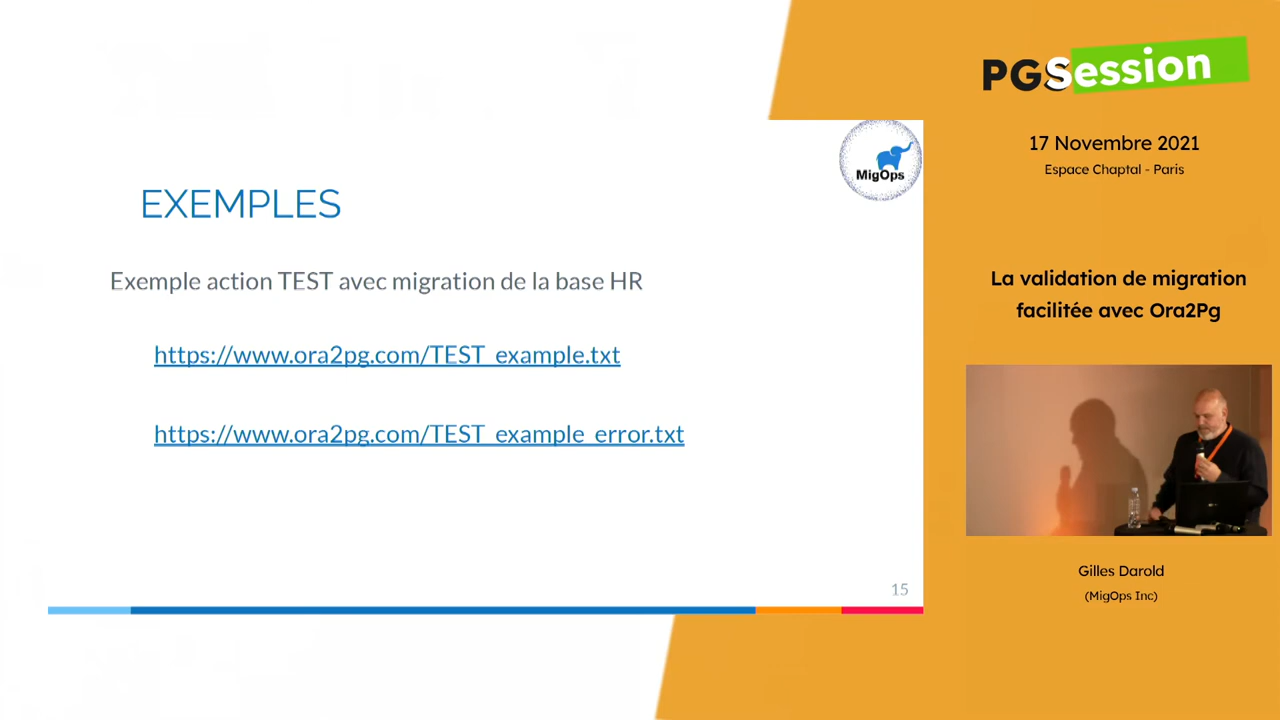 PGSession
17 Novembre 2021
Espace Chaptal - Paris
MigOps
EXEMPLES
Exemple action TEST avec migration de la base HR
https://www.ora2pg.com/TEST_example.txt
https://www.ora2pg.com/TEST_example_error.txt
15
La validation de migration
facilitée avec Ora2Pg
Gilles Darold
(MigOps Inc)